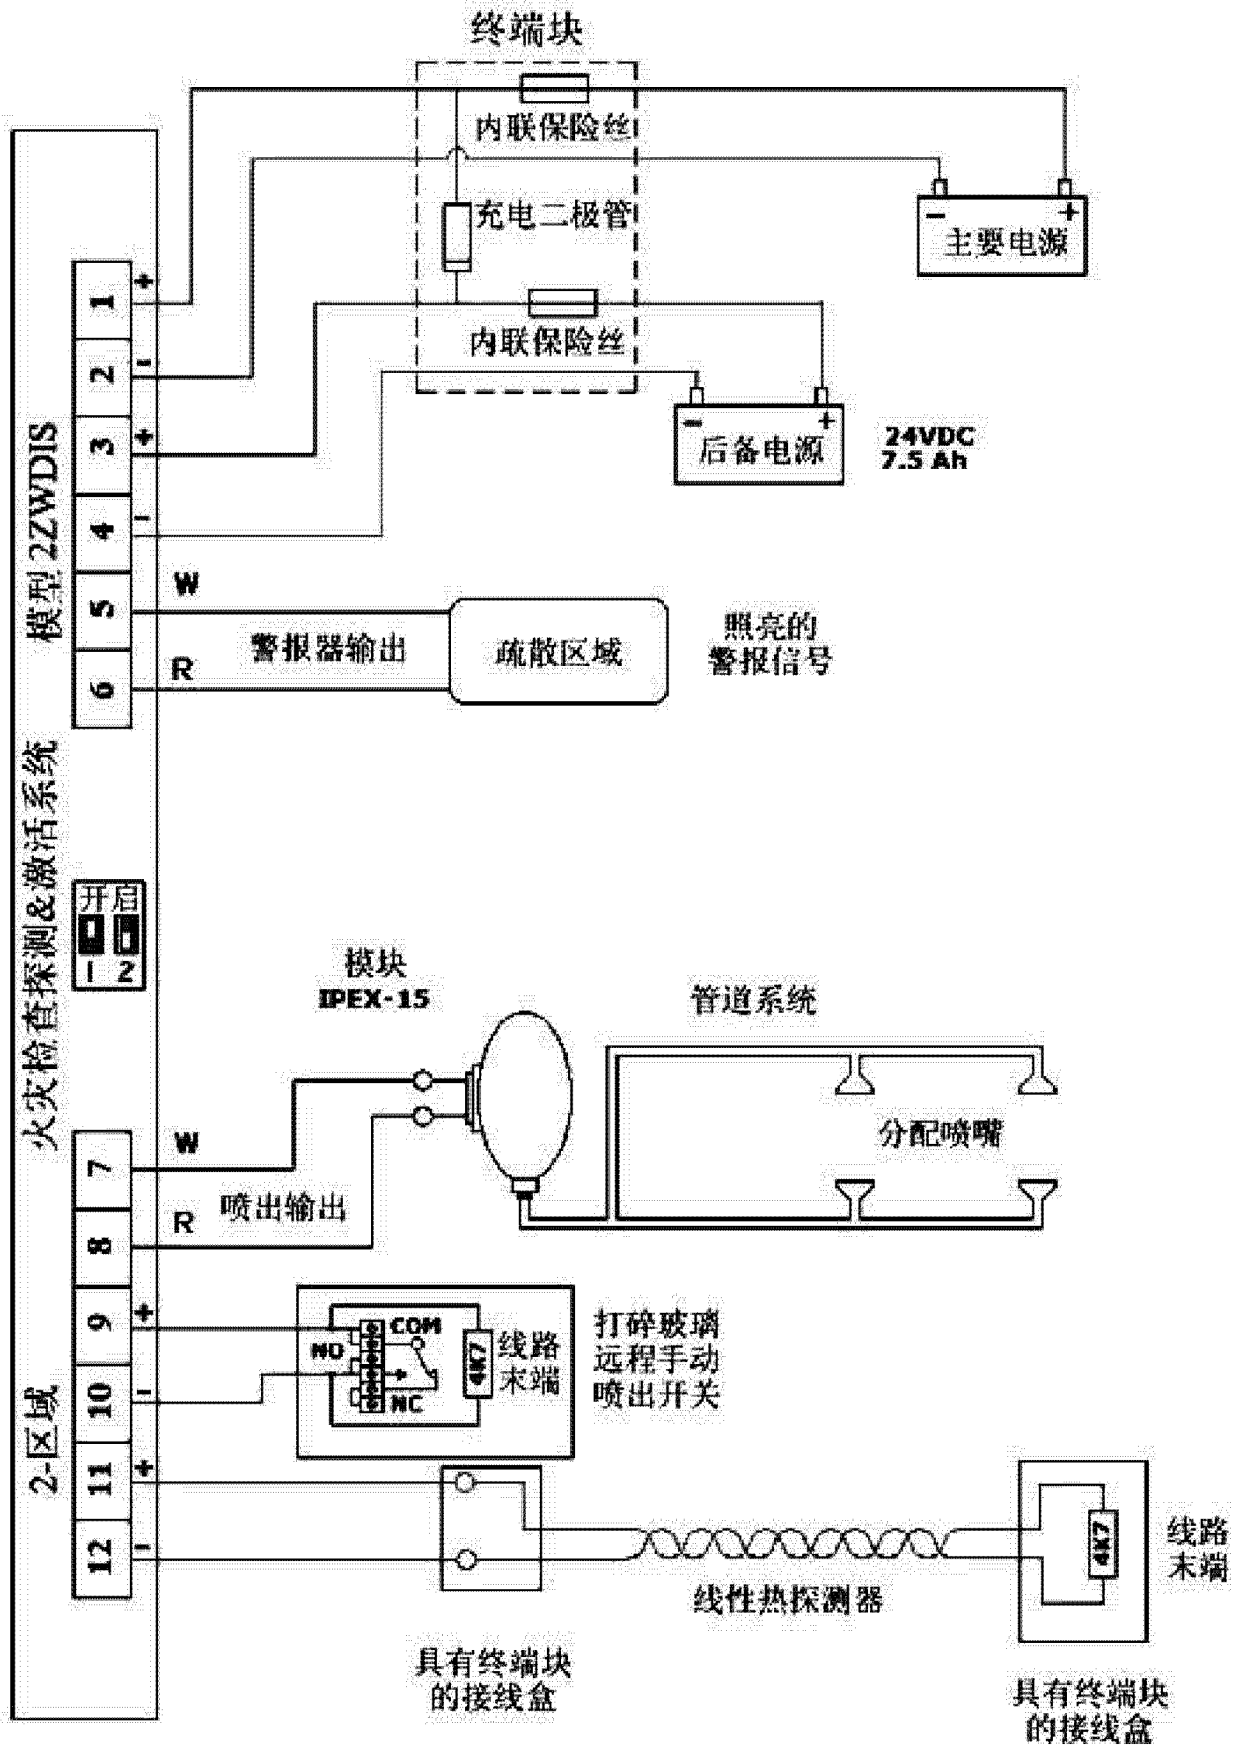 终端块
内联保险丝
充电二极管
内联保险丝
- +
主要电源
- +
后备电源
24VDC
7.5 Ah
模型 2ZWDIS
火灾检查探测&激活系统
2-区域
1 +
2 -
3 +
4 -
5 W
6 R
警报器输出
疏散区域
照亮的
警报信号
开启
1 2
模块
IPEX-15
管道系统
分配喷嘴
7 W
8 R
喷出输出
9 +
10 -
11 +
12 -
COM
NO
NC
4K7
线路
末端
打碎玻璃
远程手动
喷出开关
线性热探测器
4K7
线路
末端
具有终端块
的接线盒
具有终端块
的接线盒